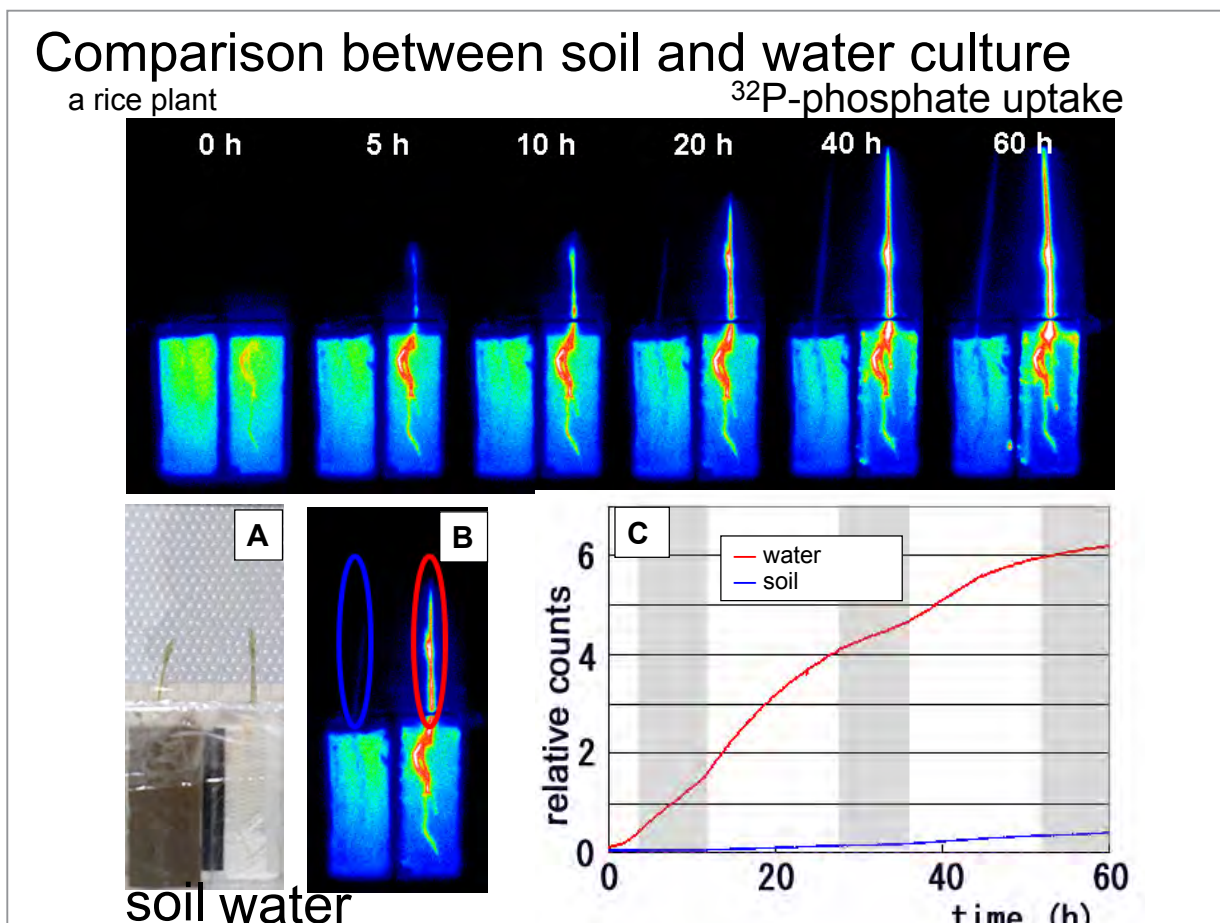 Comparison between soil and water culture
a rice plant
³²P-phosphate uptake
0 h 5 h 10 h 20 h 40 h 60 h
A
B
C
water
soil
relative counts
6
4
2
0
0 20 40 60
time (h)
soil water